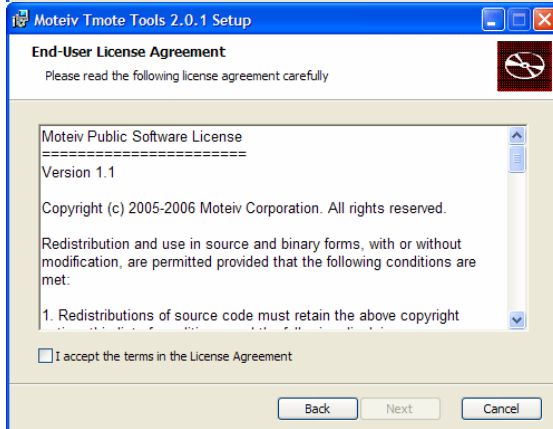 Moteiv Tmote Tools 2.0.1 Setup
End-User License Agreement
Please read the following license agreement carefully
Moteiv Public Software License
=======================
Version 1.1
Copyright (c) 2005-2006 Moteiv Corporation. All rights reserved.
Redistribution and use in source and binary forms, with or without
modification, are permitted provided that the following conditions are
met:
1. Redistributions of source code must retain the above copyright
I accept the terms in the License Agreement
Back Next Cancel